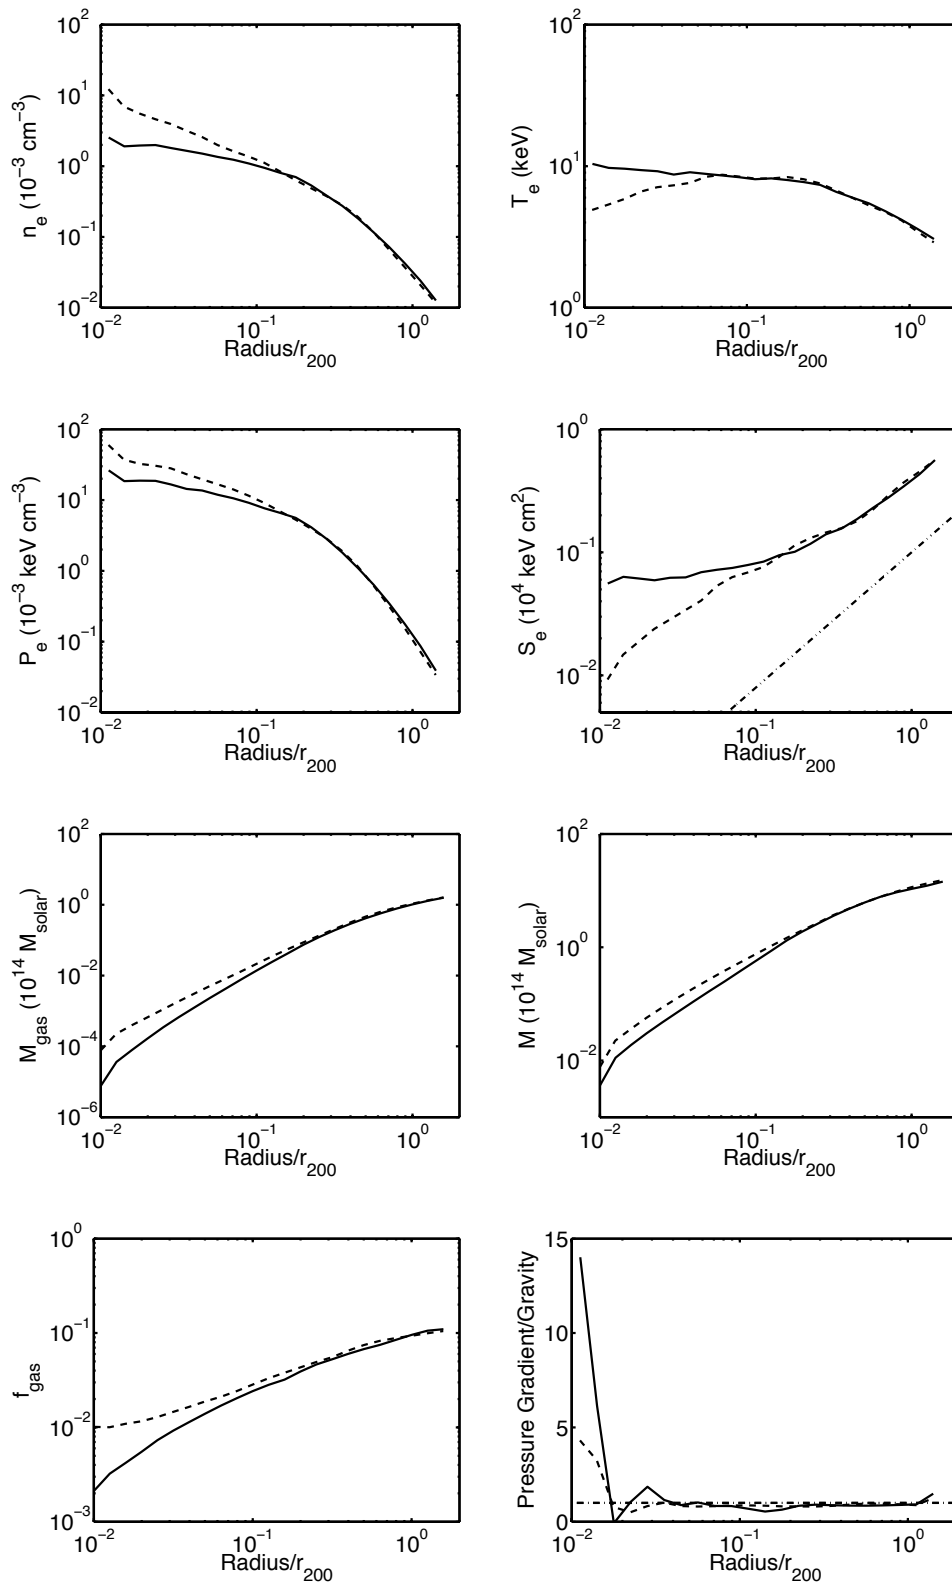 10^2
10^1
10^0
10^−1
10^−2
n_e (10^−3 cm^−3)
10^−2 10^−1 10^0
Radius/r_200
10^2
10^1
10^0
T_e (keV)
10^−2 10^−1 10^0
Radius/r_200
10^2
10^1
10^0
10^−1
10^−2
P_e (10^−3 keV cm^−3)
10^−2 10^−1 10^0
Radius/r_200
10^0
10^−1
10^−2
S_e (10^4 keV cm^2)
10^−2 10^−1 10^0
Radius/r_200
10^2
10^0
10^−2
10^−4
10^−6
M_gas (10^14 M_solar)
10^−2 10^−1 10^0
Radius/r_200
10^2
10^0
10^−2
M (10^14 M_solar)
10^−2 10^−1 10^0
Radius/r_200
10^0
10^−1
10^−2
10^−3
f_gas
10^−2 10^−1 10^0
Radius/r_200
15
10
5
0
Pressure Gradient/Gravity
10^−2 10^−1 10^0
Radius/r_200